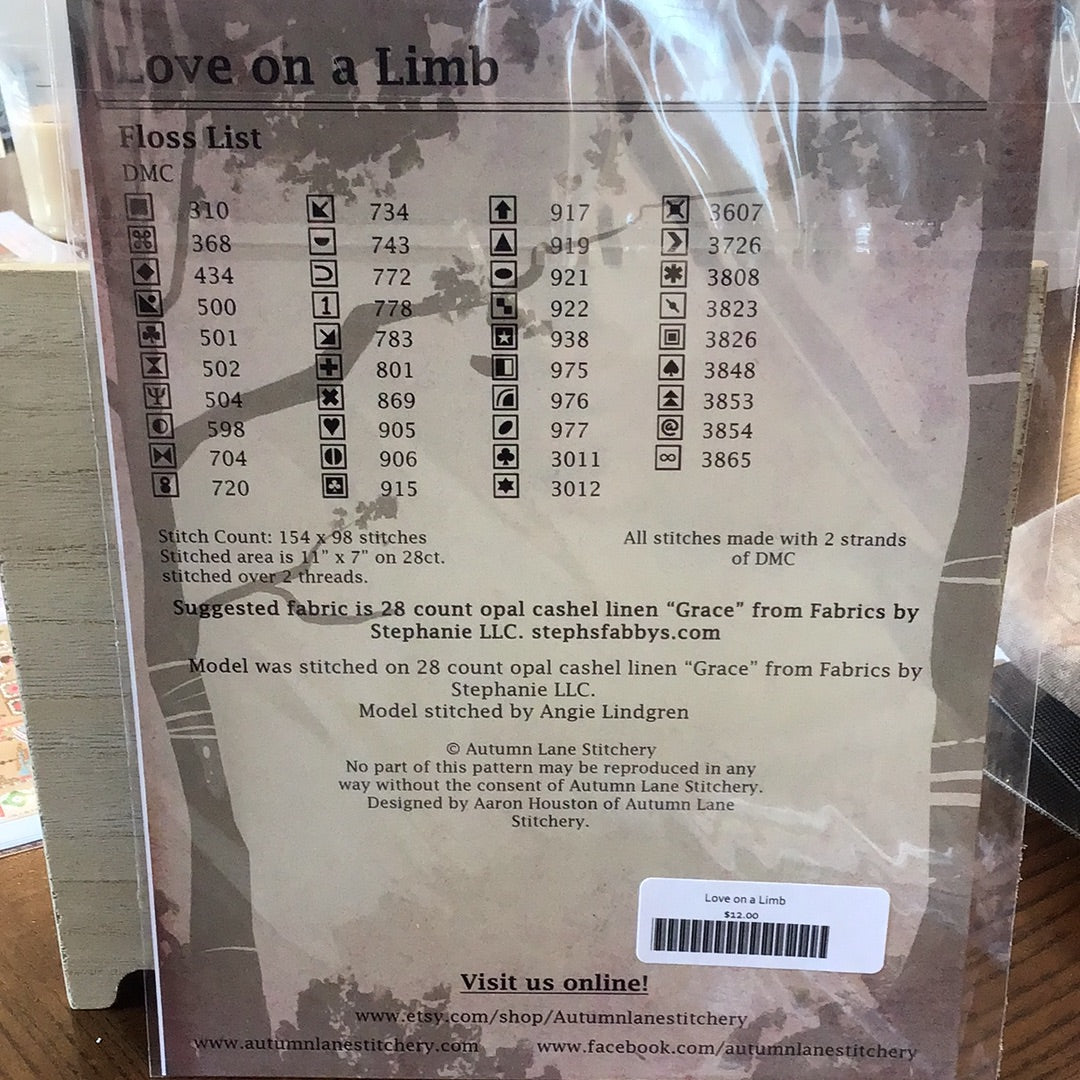 Love on a Limb
Floss List
DMC
310 734 917 3607
368 743 919 3726
434 772 921 3808
500 1 778 922 3823
501 783 938 3826
502 801 975 3848
504 869 976 3853
598 905 977 @ 3854
704 906 3011 ∞ 3865
720 915 3012
Stitch Count: 154 x 98 stitches
Stitched area is 11” x 7” on 28ct.
stitched over 2 threads.
All stitches made with 2 strands
of DMC
Suggested fabric is 28 count opal cashel linen “Grace” from Fabrics by
Stephanie LLC. stephsfabbys.com
Model was stitched on 28 count opal cashel linen “Grace” from Fabrics by
Stephanie LLC.
Model stitched by Angie Lindgren
© Autumn Lane Stitchery
No part of this pattern may be reproduced in any
way without the consent of Autumn Lane Stitchery.
Designed by Aaron Houston of Autumn Lane
Stitchery.
Love on a Limb
$12.00
Visit us online!
www.etsy.com/shop/Autumnlanestitchery
www.autumnlanestitchery.com www.facebook.com/autumnlanestitchery